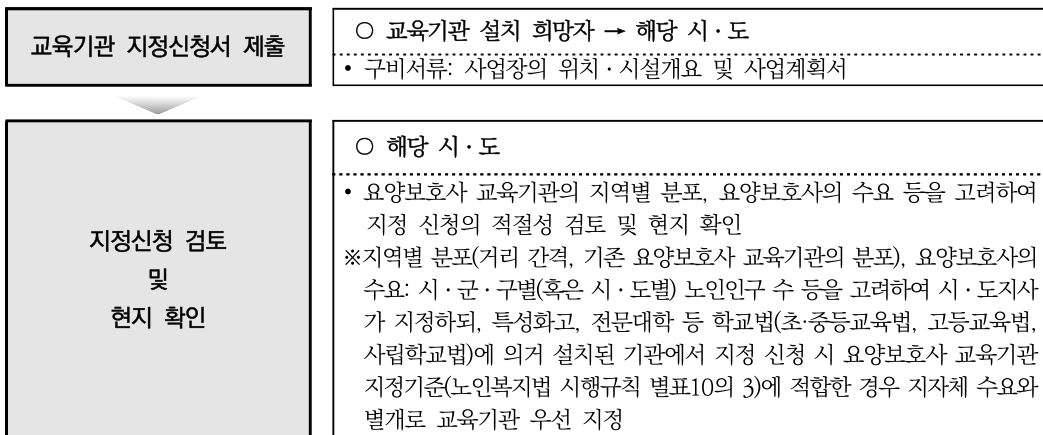 교육기관 지정신청서 제출
○ 교육기관 설치 희망자 → 해당 시·도
• 구비서류: 사업장의 위치·시설개요 및 사업계획서
지정신청 검토
및
현지 확인
○ 해당 시·도
• 요양보호사 교육기관의 지역별 분포, 요양보호사의 수요 등을 고려하여
지정 신청의 적절성 검토 및 현지 확인
※지역별 분포(거리 간격, 기존 요양보호사 교육기관의 분포), 요양보호사의
수요: 시·군·구별(혹은 시·도별) 노인인구 수 등을 고려하여 시·도지사
가 지정하되, 특성화고, 전문대학 등 학교법(초·중등교육법, 고등교육법,
사립학교법)에 의거 설치된 기관에서 지정 신청 시 요양보호사 교육기관
지정기준(노인복지법 시행규칙 별표10의 3)에 적합한 경우 지자체 수요와
별개로 교육기관 우선 지정